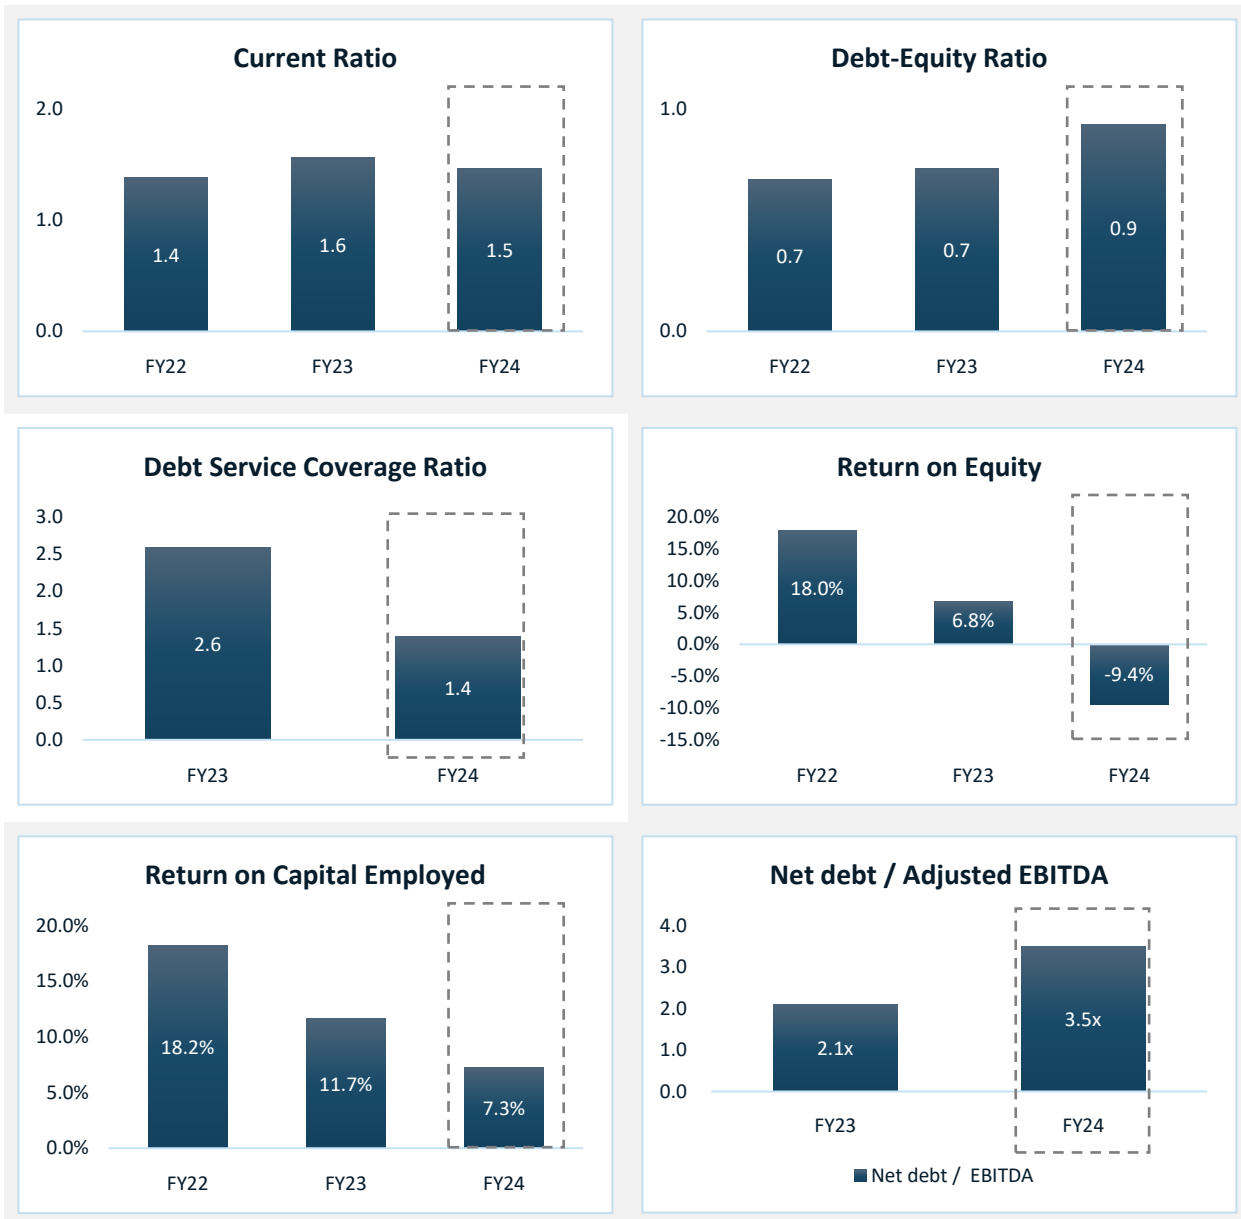 Current Ratio
2.0
1.0
0.0
1.4
1.6
1.5
FY22 FY23 FY24
Debt-Equity Ratio
1.0
0.0
0.7
0.7
0.9
FY22 FY23 FY24
Debt Service Coverage Ratio
3.0
2.5
2.0
1.5
1.0
0.5
0.0
2.6
1.4
FY23 FY24
Return on Equity
20.0%
15.0%
10.0%
5.0%
0.0%
-5.0%
-10.0%
-15.0%
18.0%
6.8%
-9.4%
FY22 FY23 FY24
Return on Capital Employed
20.0%
15.0%
10.0%
5.0%
0.0%
18.2%
11.7%
7.3%
FY22 FY23 FY24
Net debt / Adjusted EBITDA
4.0
3.0
2.0
1.0
0.0
2.1x
3.5x
FY23 FY24
Net debt / EBITDA